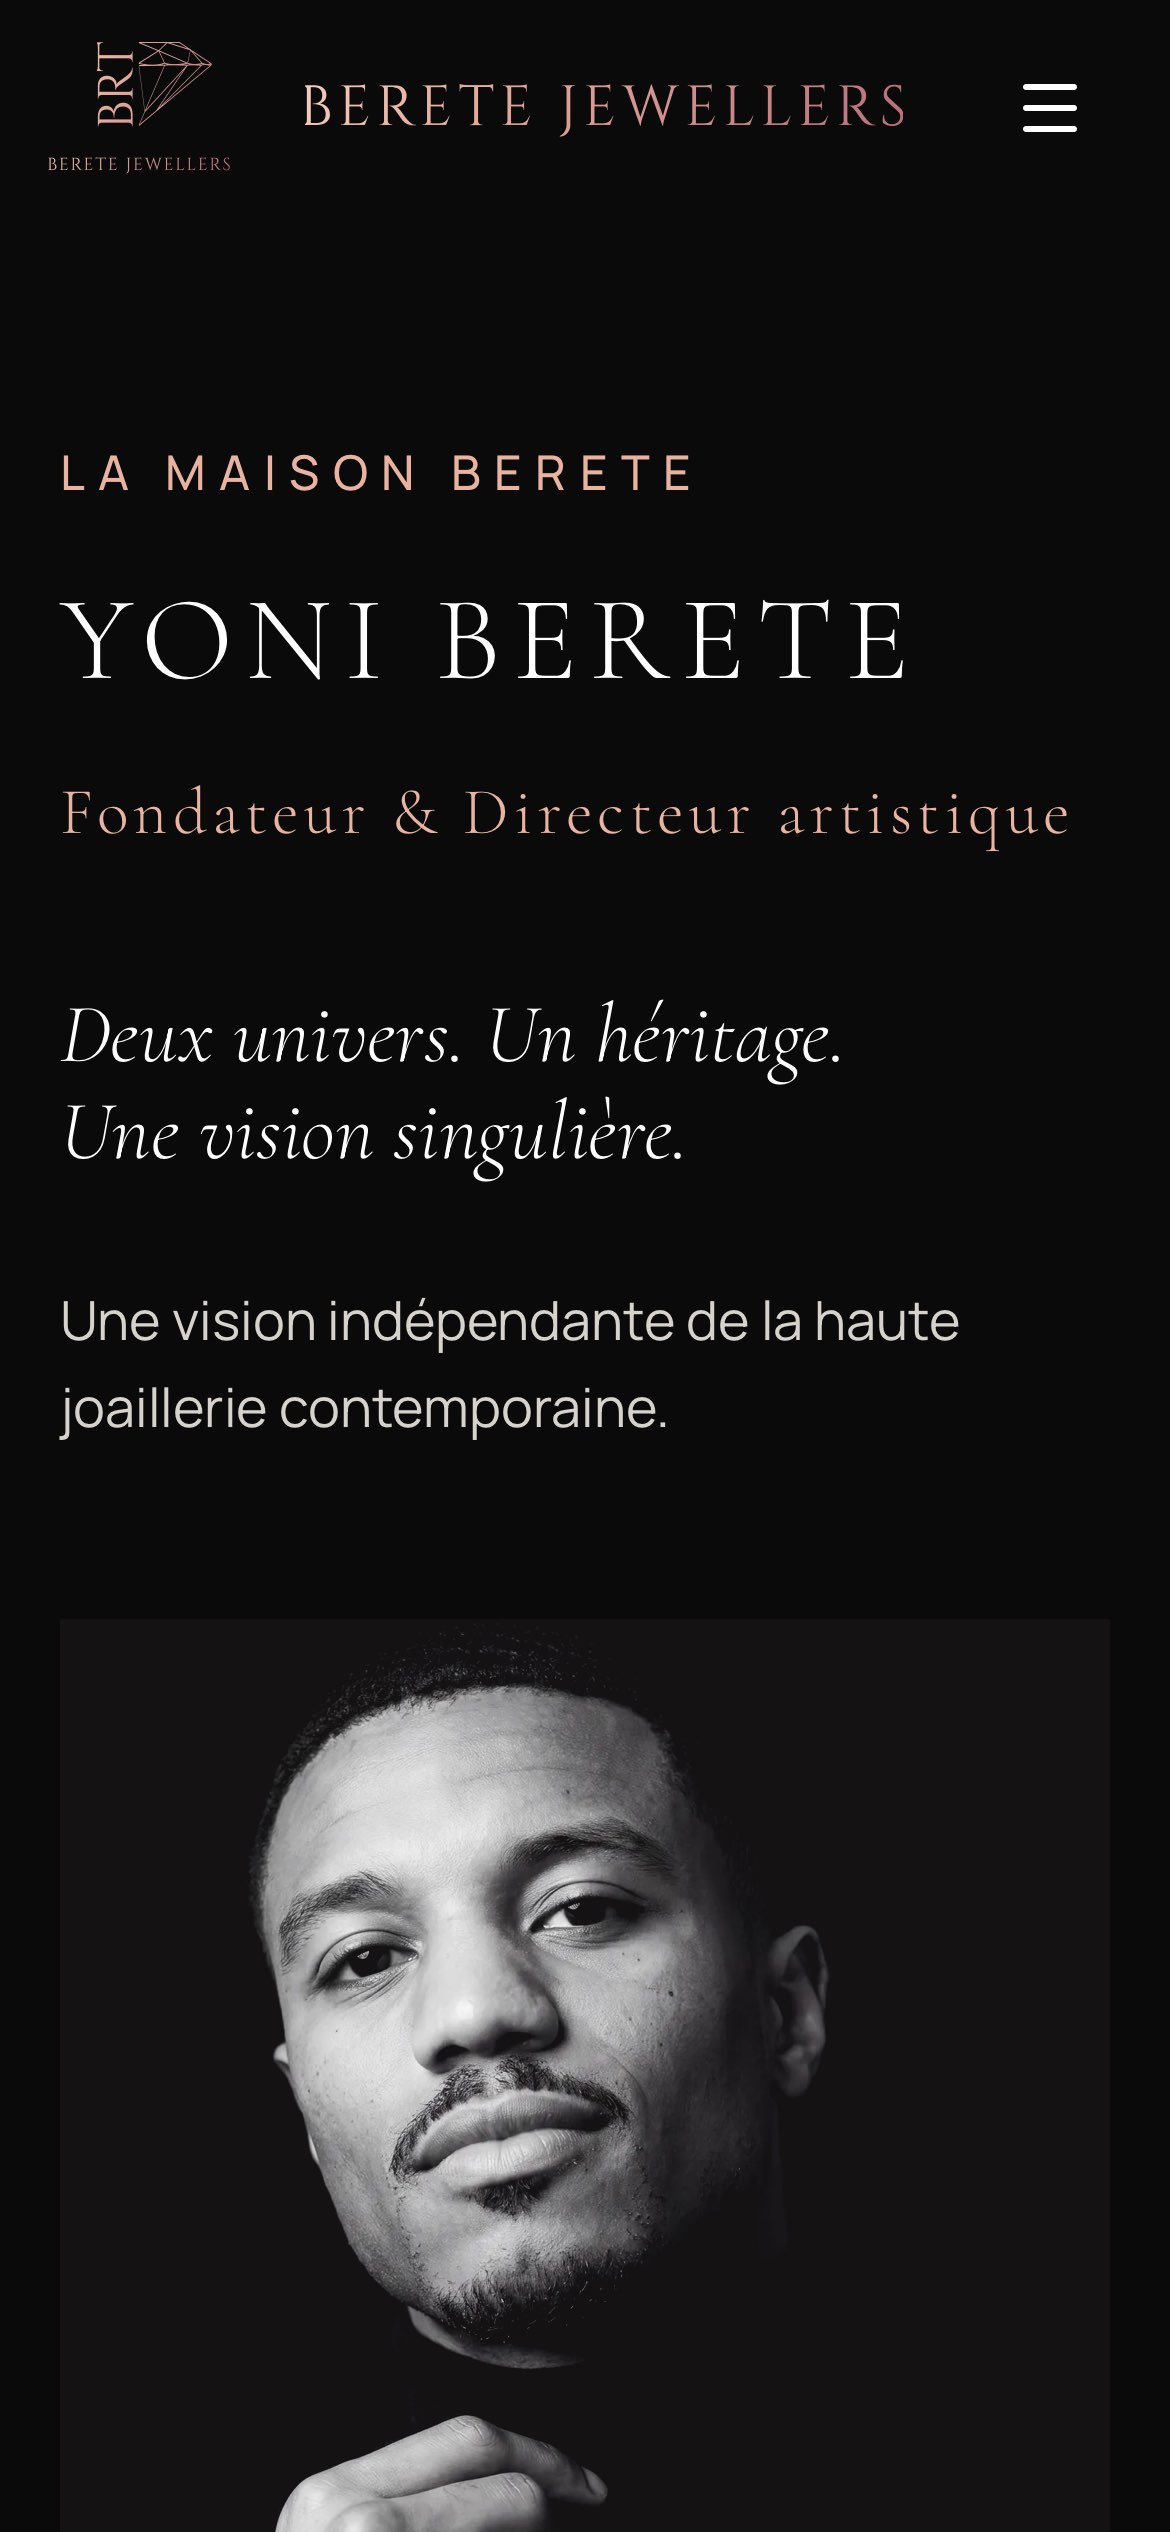 BRT
BERETE JEWELLERS
BERETE JEWELLERS
LA MAISON BERETE
YONI BERETE
Fondateur & Directeur artistique
Deux univers. Un héritage.
Une vision singulière.
Une vision indépendante de la haute
joaillerie contemporaine.